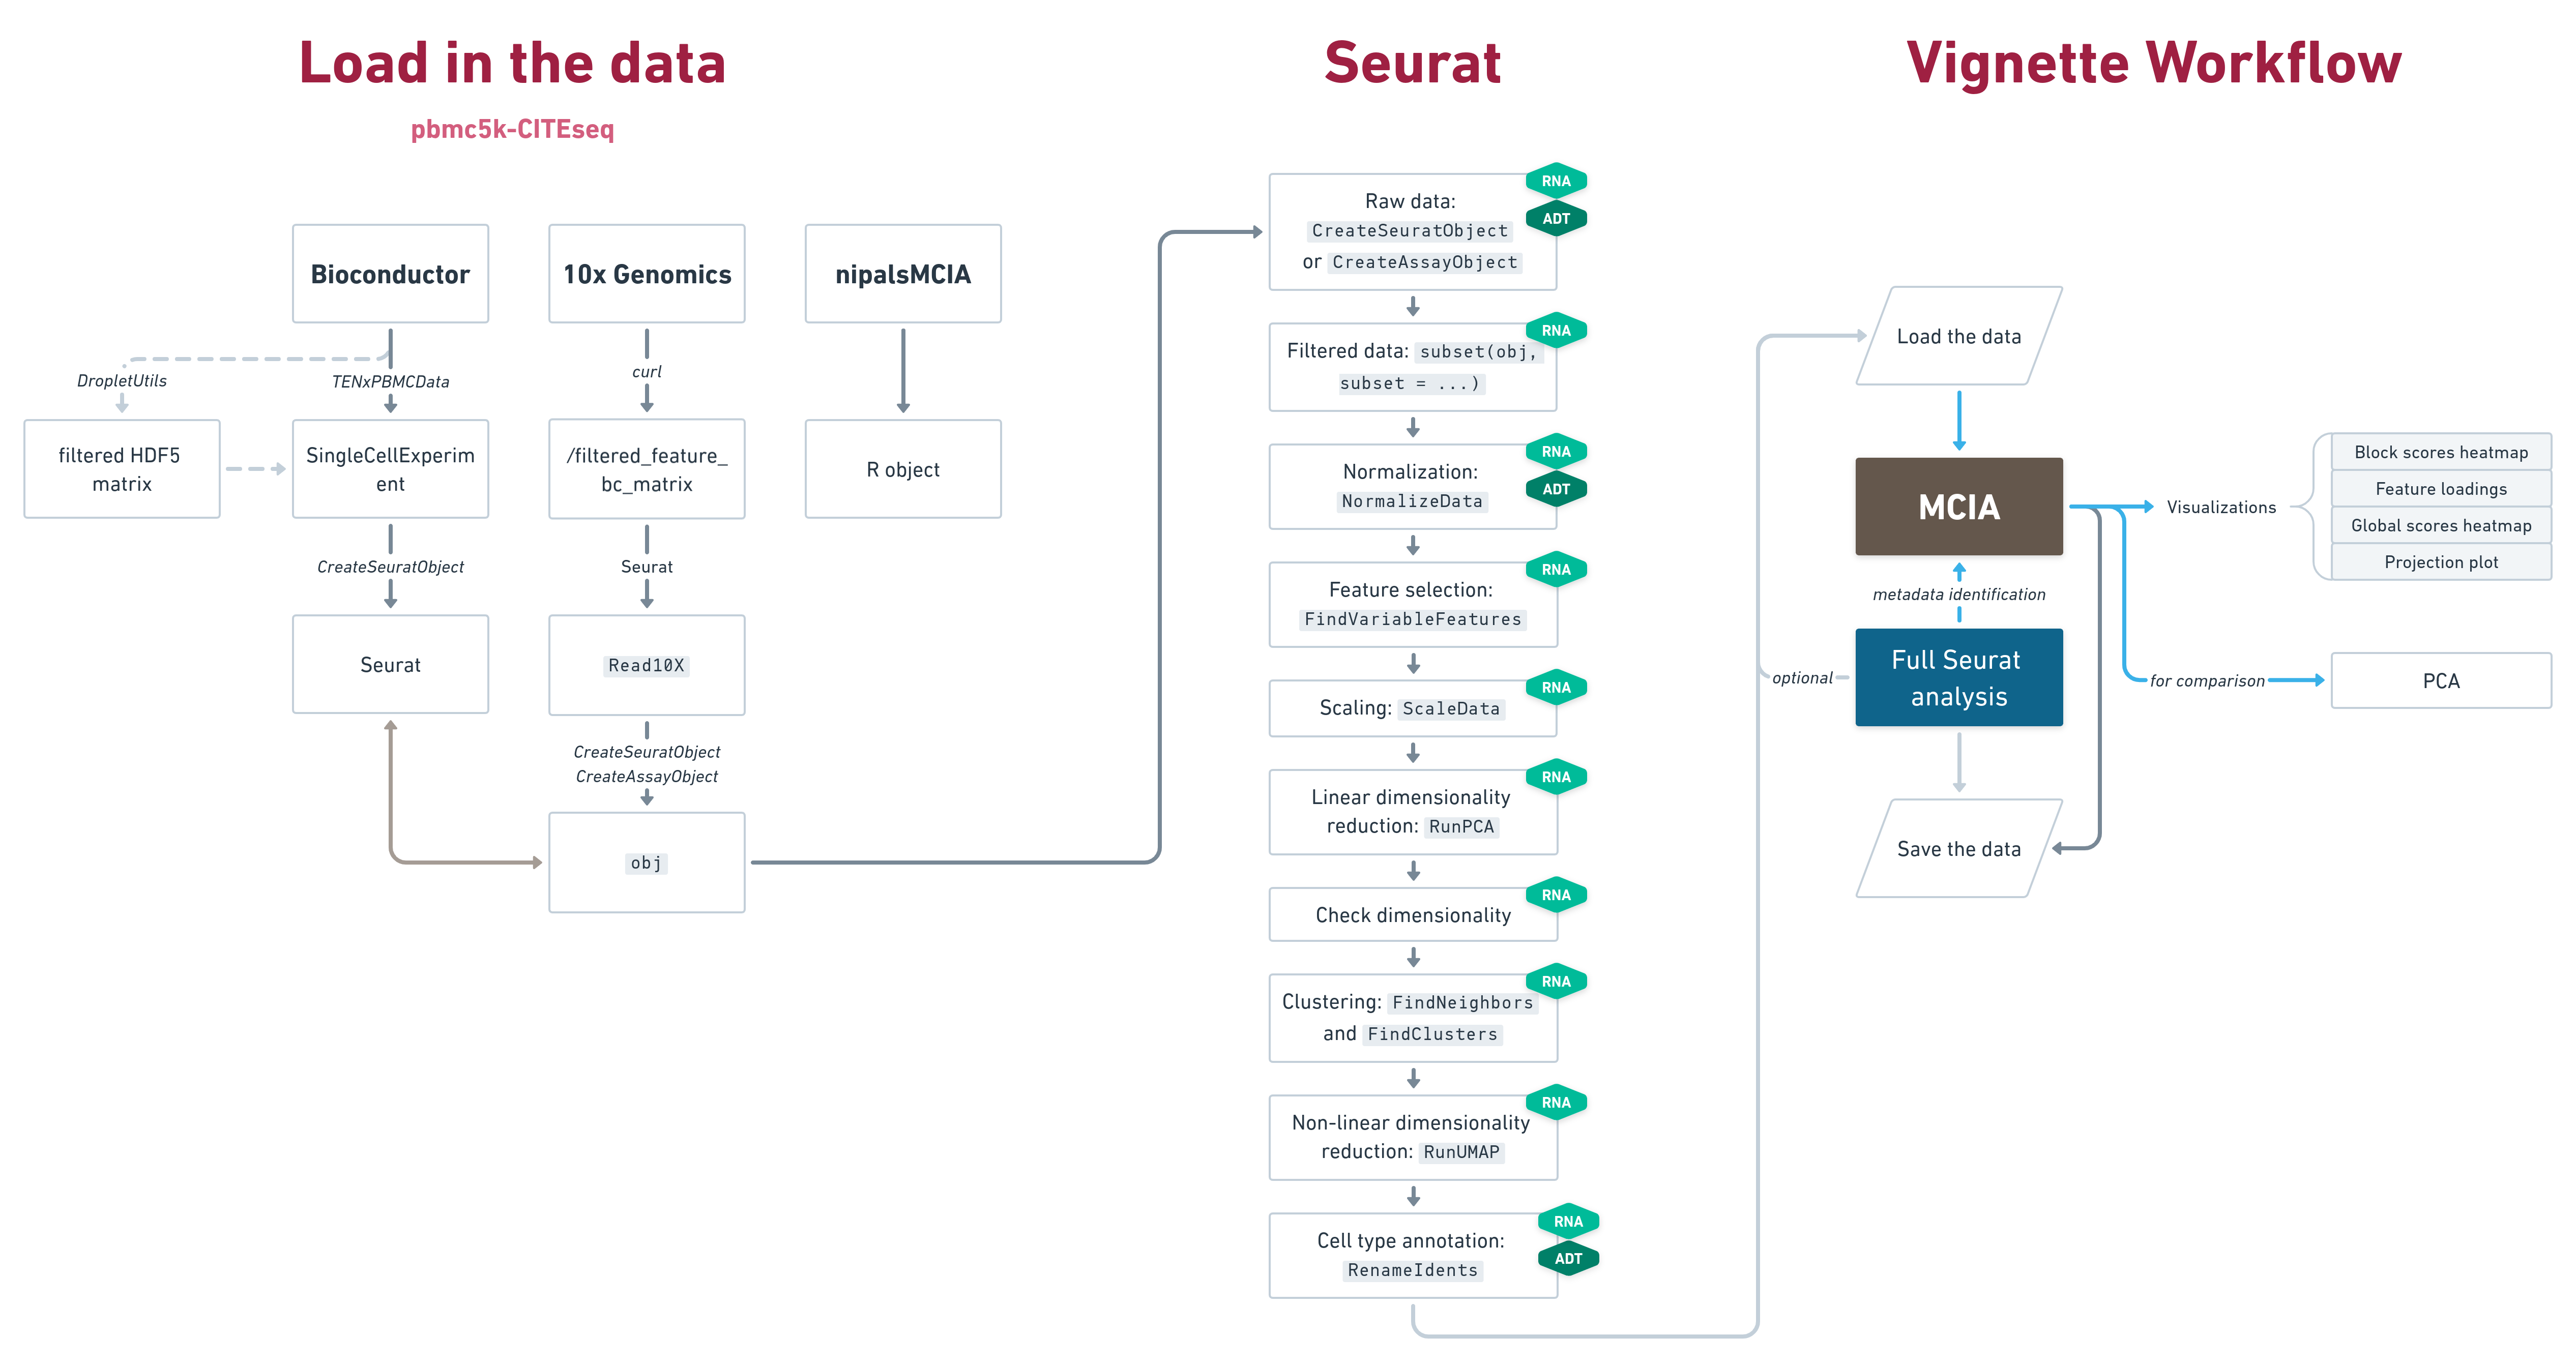 Load in the data
pbmc5k-CITEseq
Bioconductor
10x Genomics
nipalsMCIA
DropletUtils
TENxPBMCData
curl
filtered HDF5
matrix
SingleCellExperim
ent
/filtered_feature_
bc_matrix
R object
CreateSeuratObject
Seurat
Seurat
Read10X
CreateSeuratObject
CreateAssayObject
obj
Seurat
Raw data:
CreateSeuratObject
or CreateAssayObject
RNA
ADT
Filtered data: subset(obj,
subset = ...)
RNA
Normalization:
NormalizeData
RNA
ADT
Feature selection:
FindVariableFeatures
RNA
Scaling: ScaleData
RNA
Linear dimensionality
reduction: RunPCA
RNA
Check dimensionality
RNA
Clustering: FindNeighbors
and FindClusters
RNA
Non-linear dimensionality
reduction: RunUMAP
RNA
Cell type annotation:
RenameIdents
RNA
ADT
Vignette Workflow
Load the data
MCIA
Visualizations
Block scores heatmap
Feature loadings
Global scores heatmap
Projection plot
metadata identification
Full Seurat
analysis
optional
for comparison
PCA
Save the data